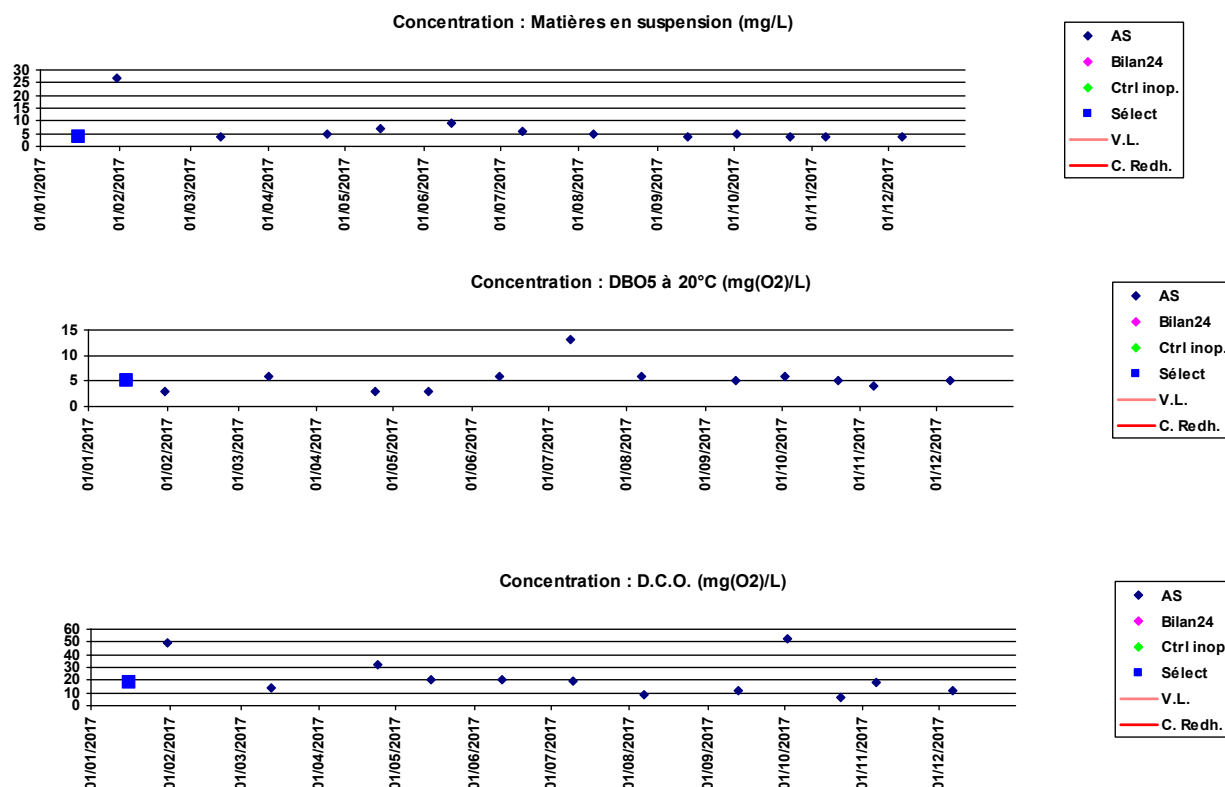 Concentration : Matières en suspension (mg/L)
30
25
20
15
10
5
0
01/01/2017
01/02/2017
01/03/2017
01/04/2017
01/05/2017
01/06/2017
01/07/2017
01/08/2017
01/09/2017
01/10/2017
01/11/2017
01/12/2017
AS
Bilan24
Ctrl inop.
Sélect
V.L.
C. Redh.
Concentration : DBO5 à 20°C (mg(O2)/L)
15
10
5
0
01/01/2017
01/02/2017
01/03/2017
01/04/2017
01/05/2017
01/06/2017
01/07/2017
01/08/2017
01/09/2017
01/10/2017
01/11/2017
01/12/2017
AS
Bilan24
Ctrl inop.
Sélect
V.L.
C. Redh.
Concentration : D.C.O. (mg(O2)/L)
60
50
40
30
20
10
0
01/01/2017
01/02/2017
01/03/2017
01/04/2017
01/05/2017
01/06/2017
01/07/2017
01/08/2017
01/09/2017
01/10/2017
01/11/2017
01/12/2017
AS
Bilan24
Ctrl inop
Sélect
V.L.
C. Redh.